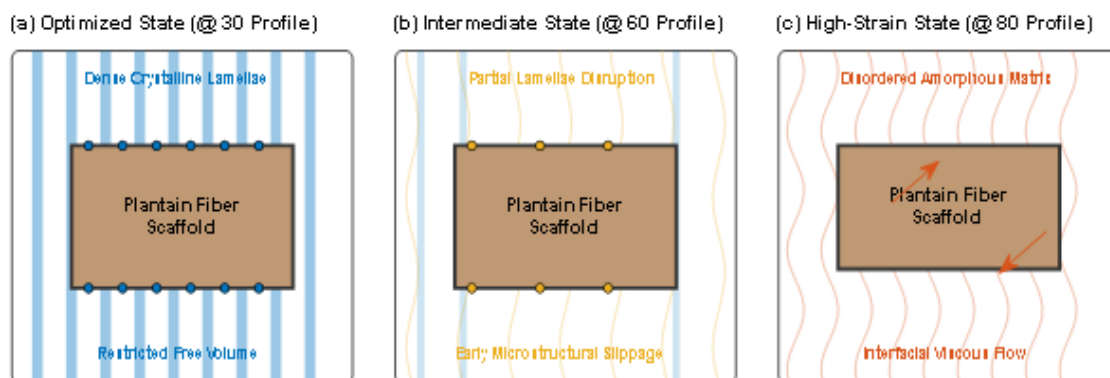 (a) Optimized State (@ 30 Profile)
(b) Intermediate State (@ 60 Profile)
(c) High-Strain State (@ 80 Profile)
Dense Crystalline Lamellae
Plantain Fiber
Scaffold
Restricted Free Volume
Partial Lamellae Disruption
Plantain Fiber
Scaffold
Early Microstructural Slippage
Disordered Amorphous Matrix
Plantain Fiber
Scaffold
Interfacial Viscous Flow